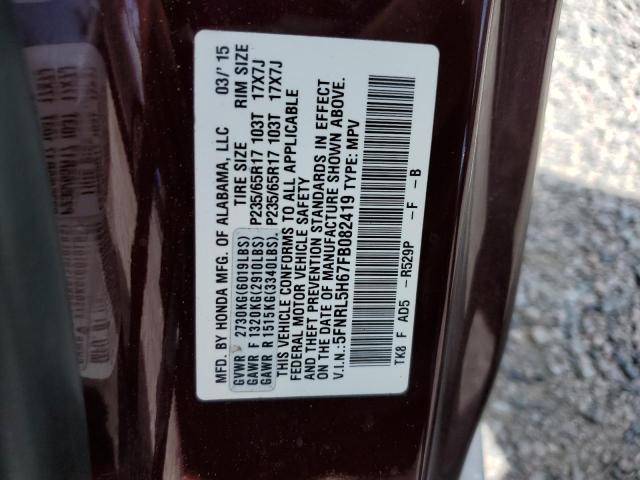 MFD. BY HONDA MFG. OF ALABAMA, LLC 03/'15
TIRE SIZE RIM SIZE
GVWR 2730KG(6019LBS)
GAWR F 1320KG(2910LBS) P235/65R17 103T 17X7J
GAWR R 1515KG(3340LBS) P235/65R17 103T 17X7J
THIS VEHICLE CONFORMS TO ALL APPLICABLE
FEDERAL MOTOR VEHICLE SAFETY
AND THEFT PREVENTION STANDARDS IN EFFECT
ON THE DATE OF MANUFACTURE SHOWN ABOVE.
V.I.N.: 5FNRL5H67FB082419 TYPE: MPV
TK8 F AD5 -R529P -F -B